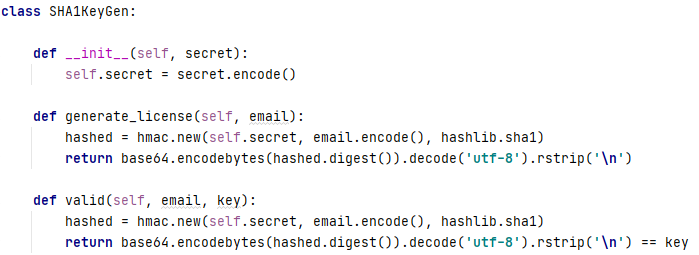 class SHA1KeyGen:
    def __init__(self, secret):
        self.secret = secret.encode()
    def generate_license(self, email):
        hashed = hmac.new(self.secret, email.encode(), hashlib.sha1)
        return base64.encodebytes(hashed.digest()).decode('utf-8').rstrip('\n')
    def valid(self, email, key):
        hashed = hmac.new(self.secret, email.encode(), hashlib.sha1)
        return base64.encodebytes(hashed.digest()).decode('utf-8').rstrip('\n') == key